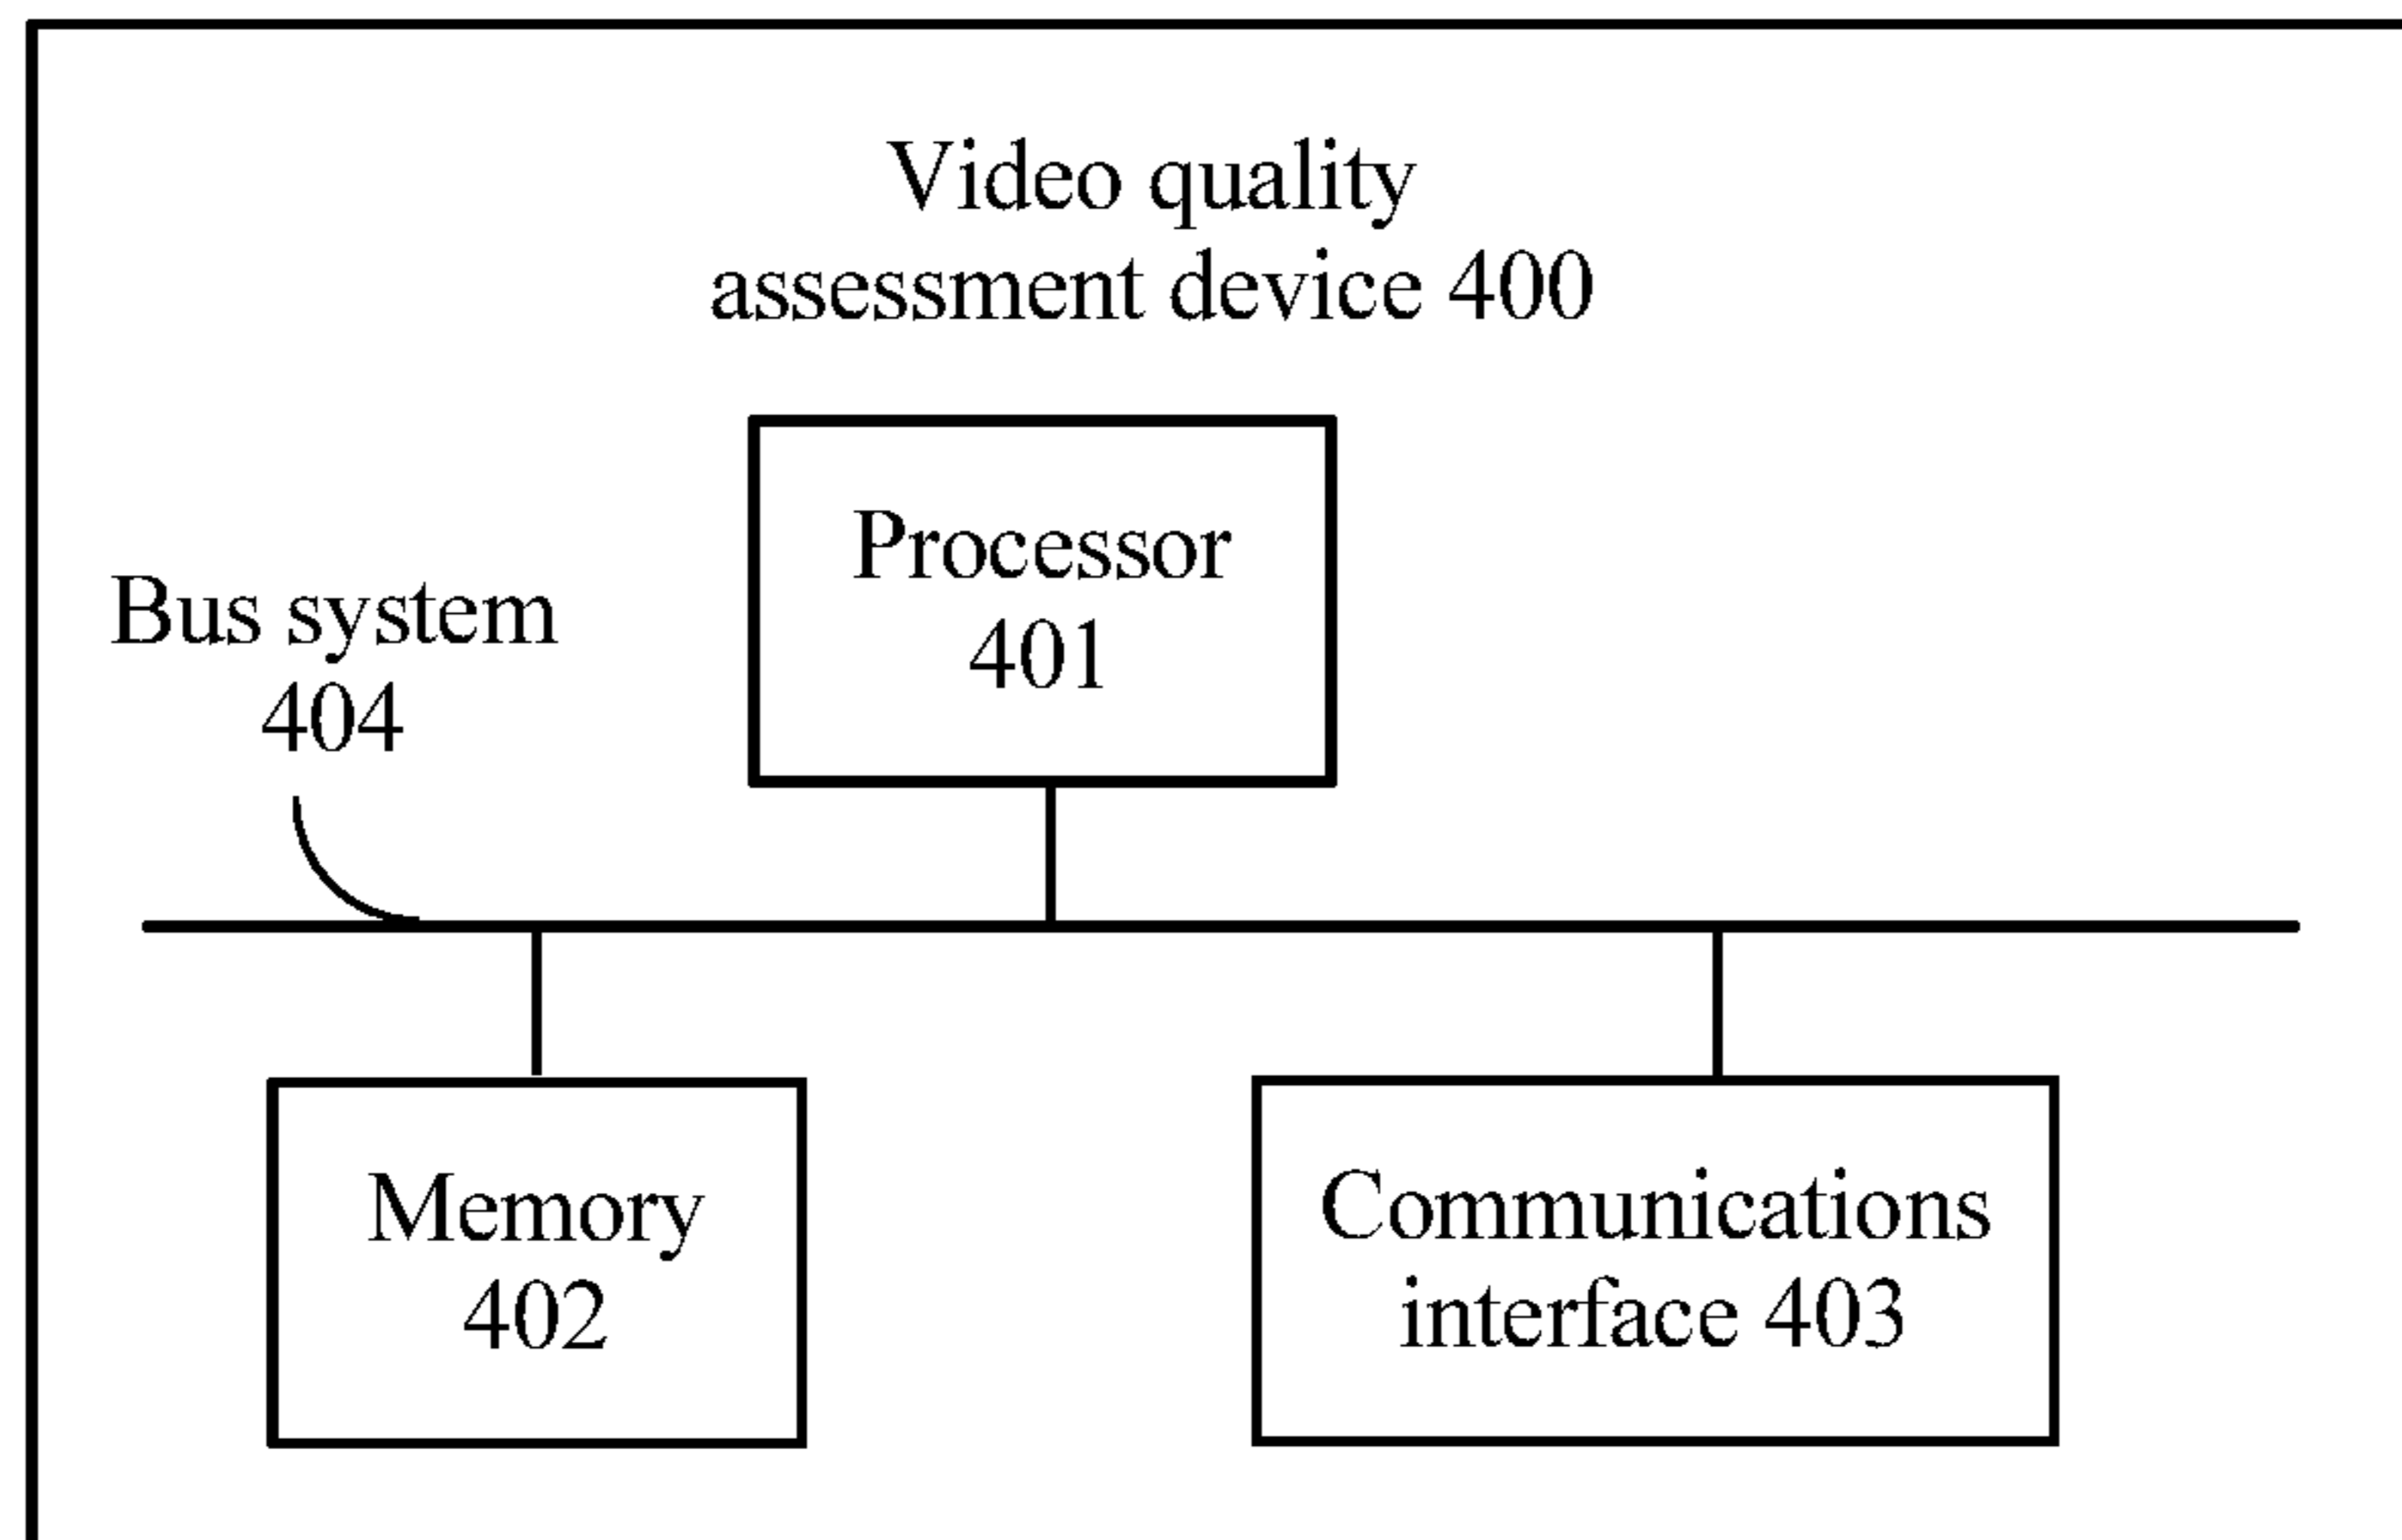 Video quality
assessment device 400
Processor
401
Bus system
404
Memory
402
Communications
interface 403